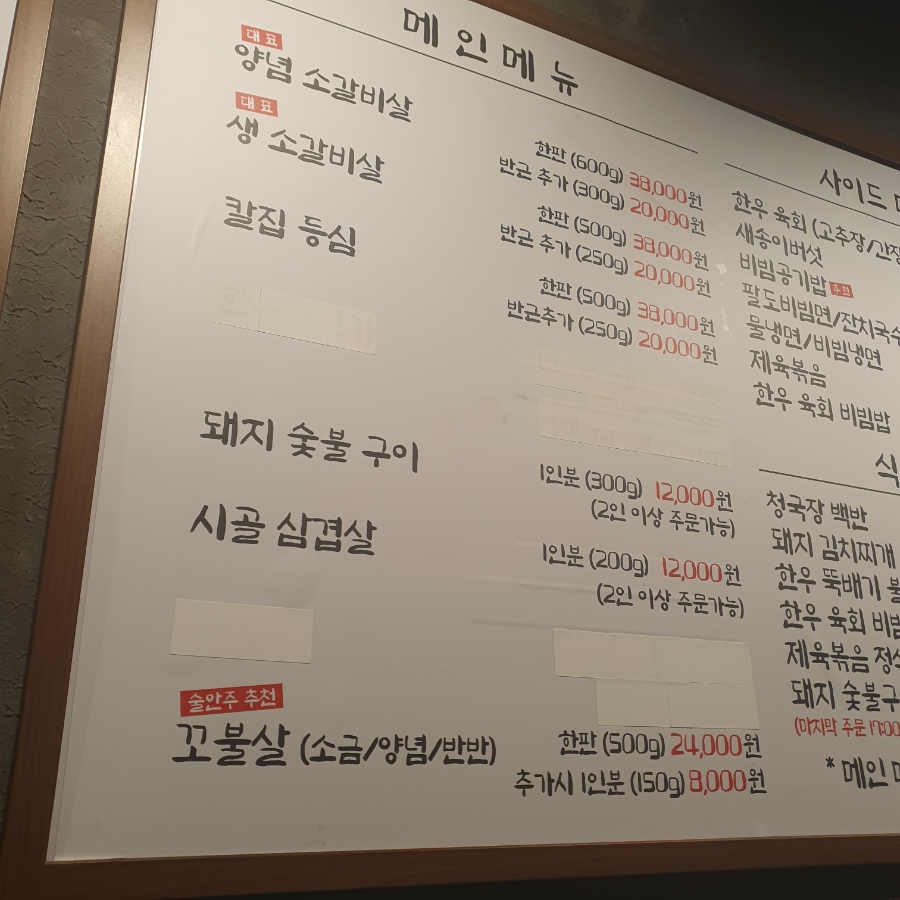 메인메뉴
대표
양념 소갈비살
한판 (600g) 38,000원
반근 추가 (300g) 20,000원
대표
생 소갈비살
한판 (500g) 38,000원
반근 추가 (250g) 20,000원
칼집 등심
한판 (500g) 38,000원
반근추가 (250g) 20,000원
돼지 숯불 구이
1인분 (300g) 12,000원
(2인 이상 주문가능)
시골 삼겹살
1인분 (200g) 12,000원
(2인 이상 주문가능)
술안주 추천
꼬불살 (소금/양념/반반)
한판 (500g) 24,000원
추가시 1인분 (150g) 8,000원
사이드
한우 육회 (고추장/간장
새송이버섯
비빔공기밥 추천
팔도비빔면/잔치국수
물냉면/비빔냉면
제육볶음
한우 육회 비빔밥
식
청국장 백반
돼지 김치찌개
한우 뚝배기
한우 육회 비빔
제육볶음 정식
돼지 숯불구
(마지막 주문 17:00
* 메인